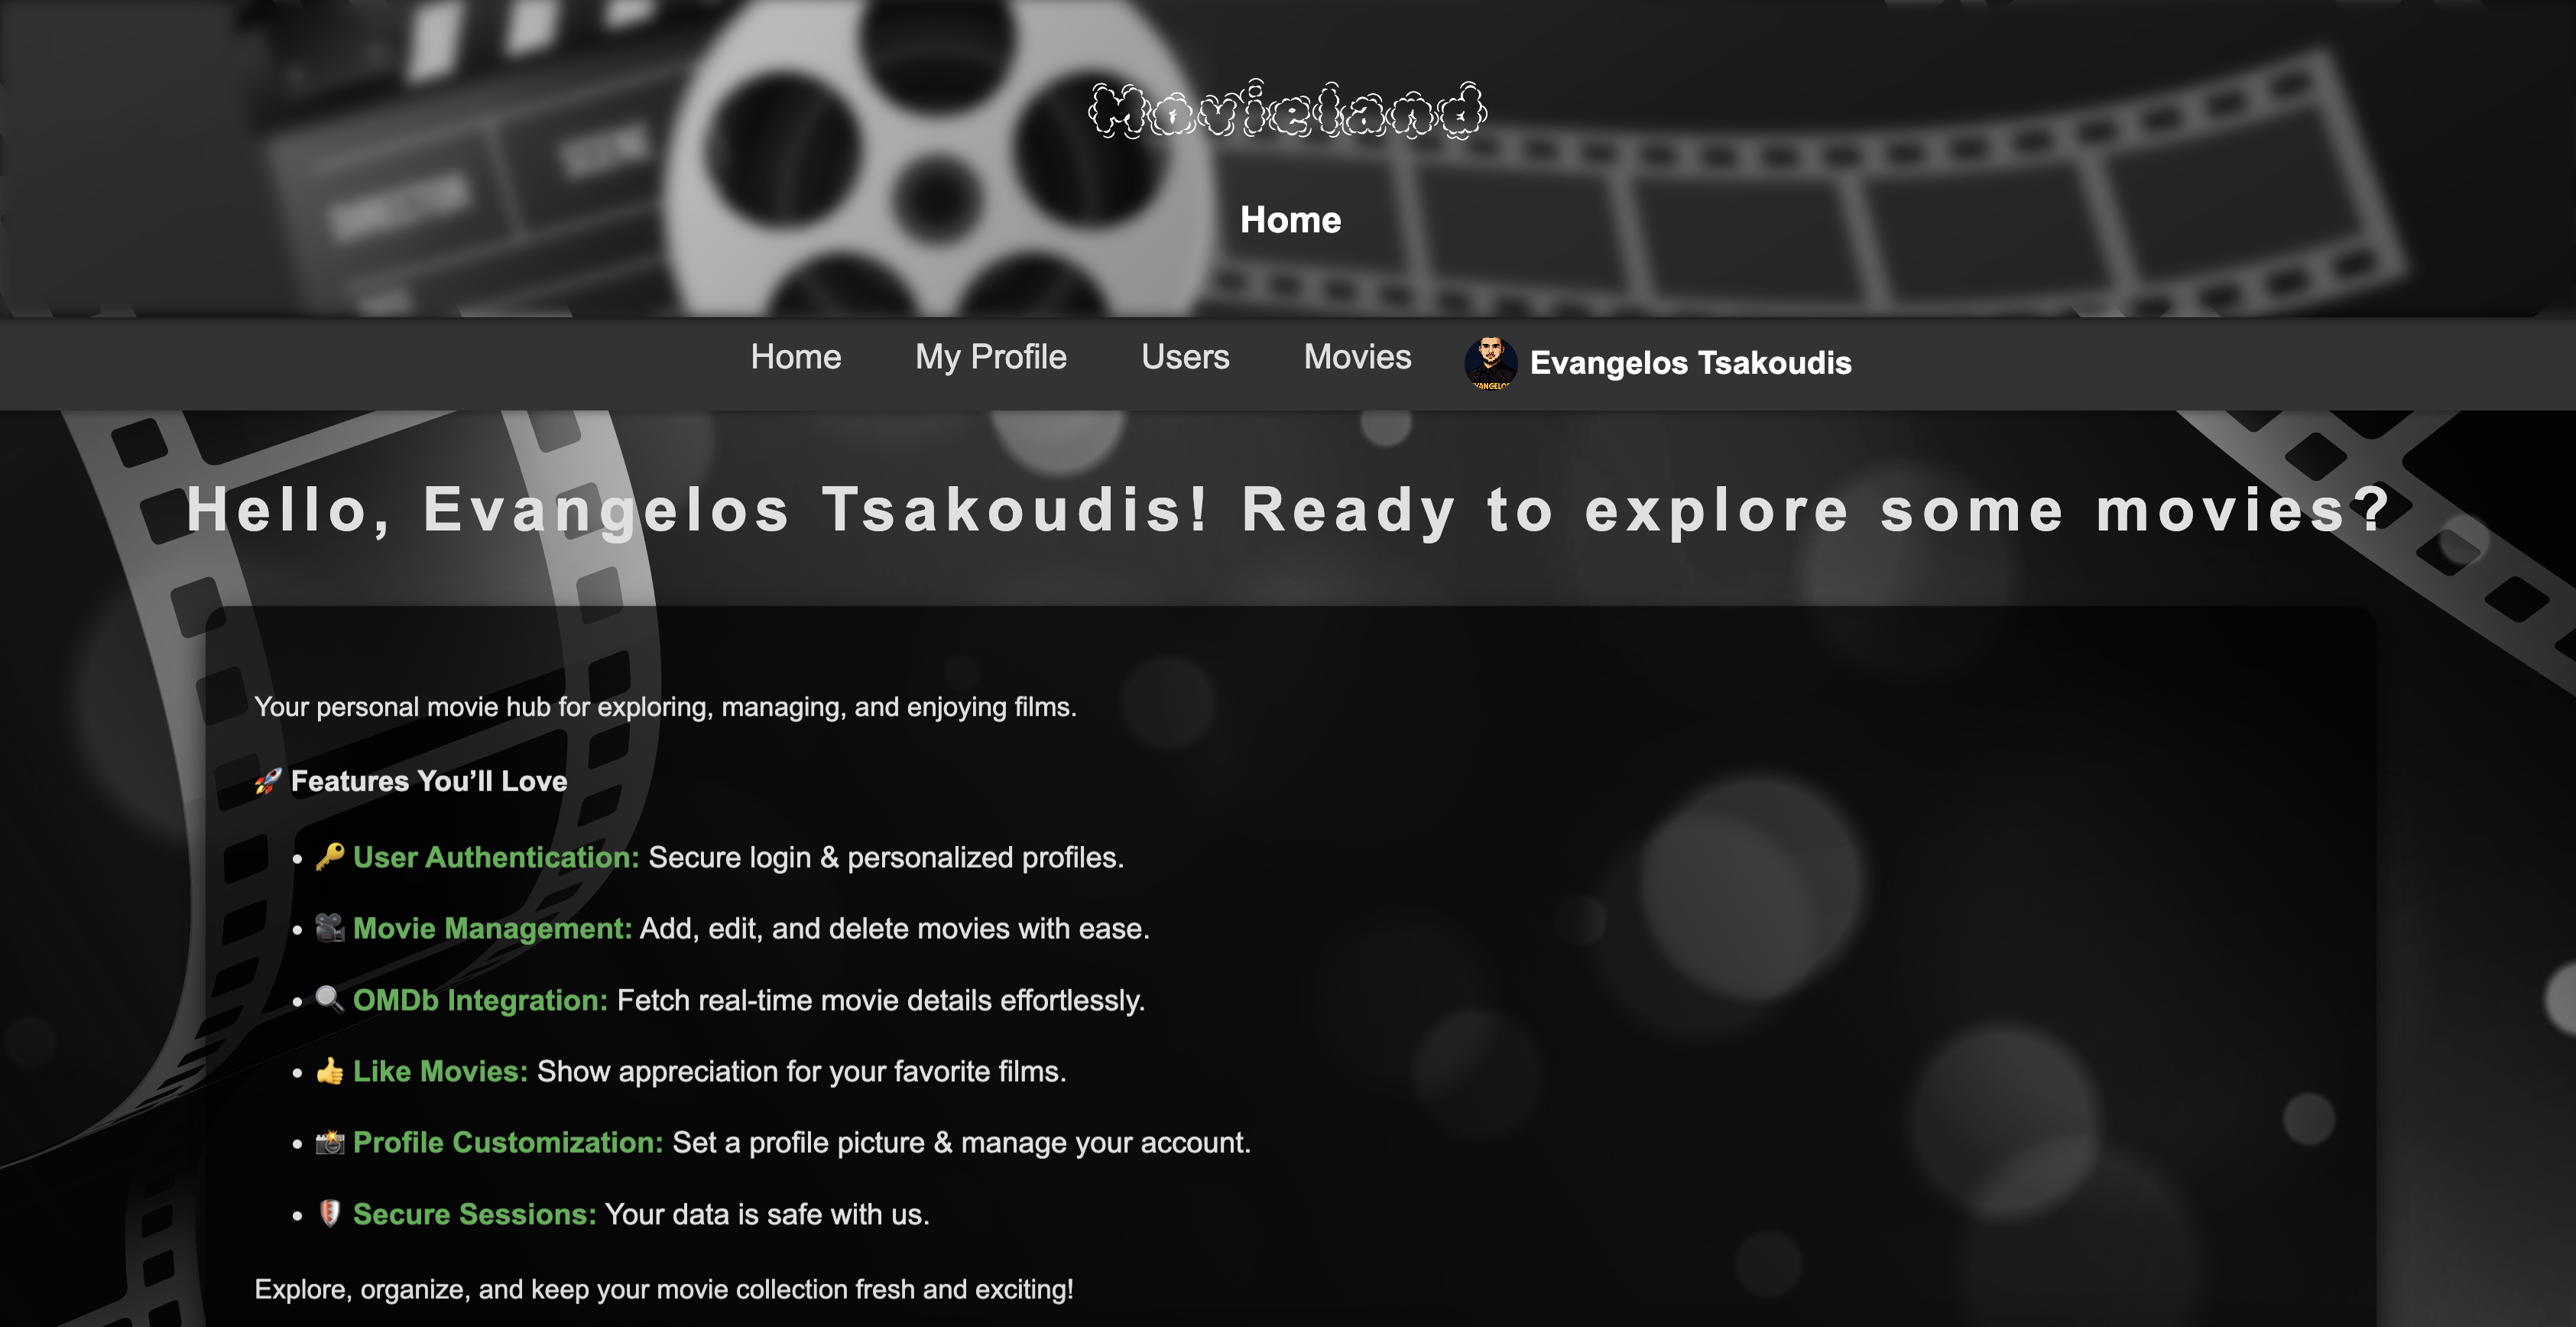 DIRECTOR
SCENE
Movieland
Home
Home My Profile Users Movies Evangelos Tsakoudis
Hello, Evangelos Tsakoudis! Ready to explore some movies?
Your personal movie hub for exploring, managing, and enjoying films.
🚀 Features You’ll Love
• 🔑 User Authentication: Secure login & personalized profiles.
• 🎥 Movie Management: Add, edit, and delete movies with ease.
• 🔍 OMDb Integration: Fetch real-time movie details effortlessly.
• 👍 Like Movies: Show appreciation for your favorite films.
• 📸 Profile Customization: Set a profile picture & manage your account.
• 🛡️ Secure Sessions: Your data is safe with us.
Explore, organize, and keep your movie collection fresh and exciting!